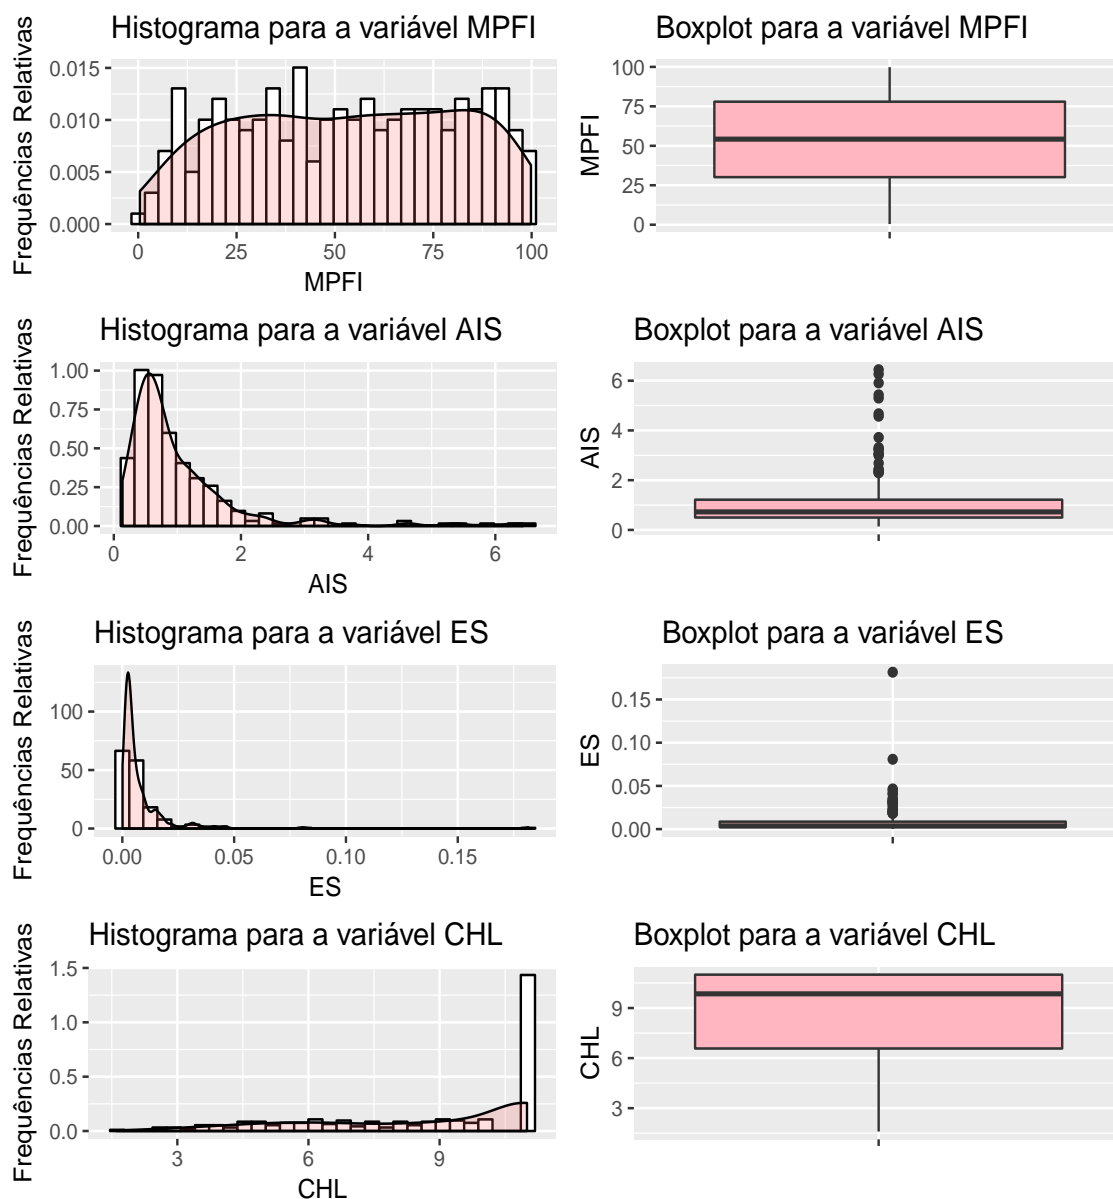 Histograma para a variável MPFI
Frequências Relativas
0.015
0.010
0.005
0.000
0 25 50 75 100
MPFI
Boxplot para a variável MPFI
MPFI
100
75
50
25
0
Histograma para a variável AIS
Frequências Relativas
1.00
0.75
0.50
0.25
0.00
0 2 4 6
AIS
Boxplot para a variável AIS
AIS
6
4
2
0
Histograma para a variável ES
Frequências Relativas
100
50
0
0.00 0.05 0.10 0.15
ES
Boxplot para a variável ES
ES
0.15
0.10
0.05
0.00
Histograma para a variável CHL
Frequências Relativas
1.5
1.0
0.5
0.0
3 6 9
CHL
Boxplot para a variável CHL
CHL
9
6
3